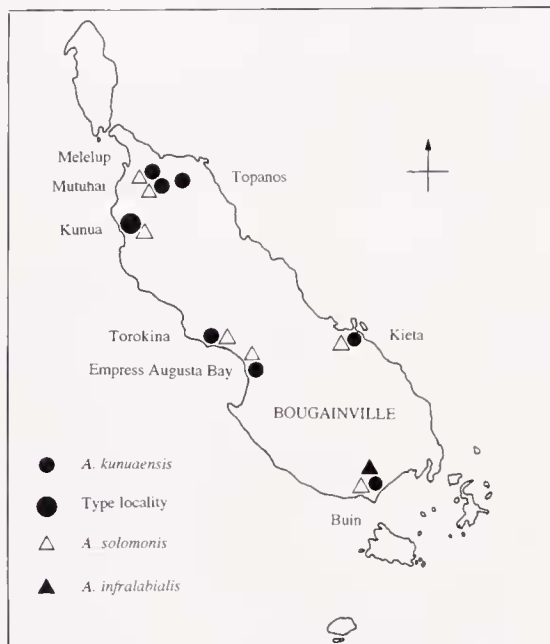 Melelup
Mutuhai
Topanos
Kunua
Torokina
Kieta
Empress Augusta Bay
BOUGAINVILLE
A. kunuaensis
Type locality
A. solomonis
Buin
A. infralabialis